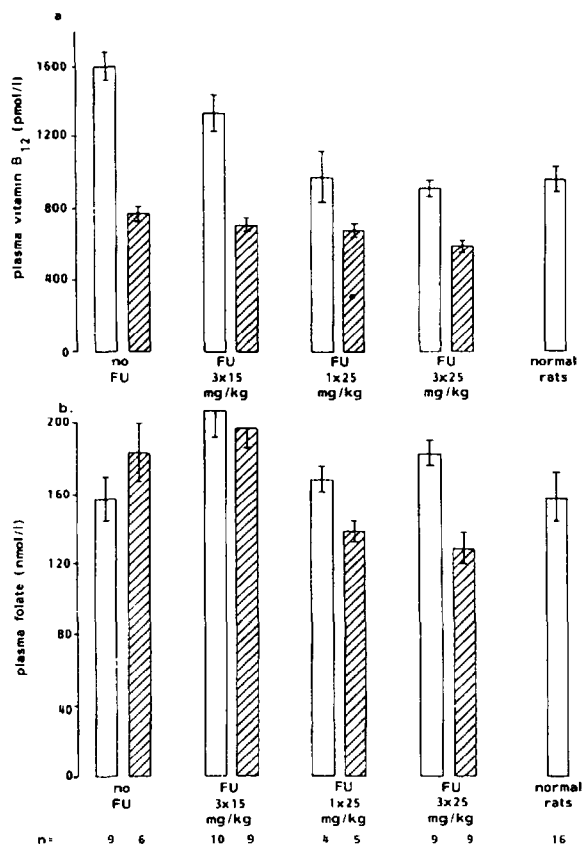 a
plasma vitamin B12 (pmol/l)
1600
1200
800
400
0
no FU
FU 3x15 mg/kg
FU 1x25 mg/kg
FU 3x25 mg/kg
normal rats
b.
plasma folate (nmol/l)
200
160
120
80
40
0
no FU
FU 3x15 mg/kg
FU 1x25 mg/kg
FU 3x25 mg/kg
normal rats
n= 9 6 10 9 4 5 9 9 16